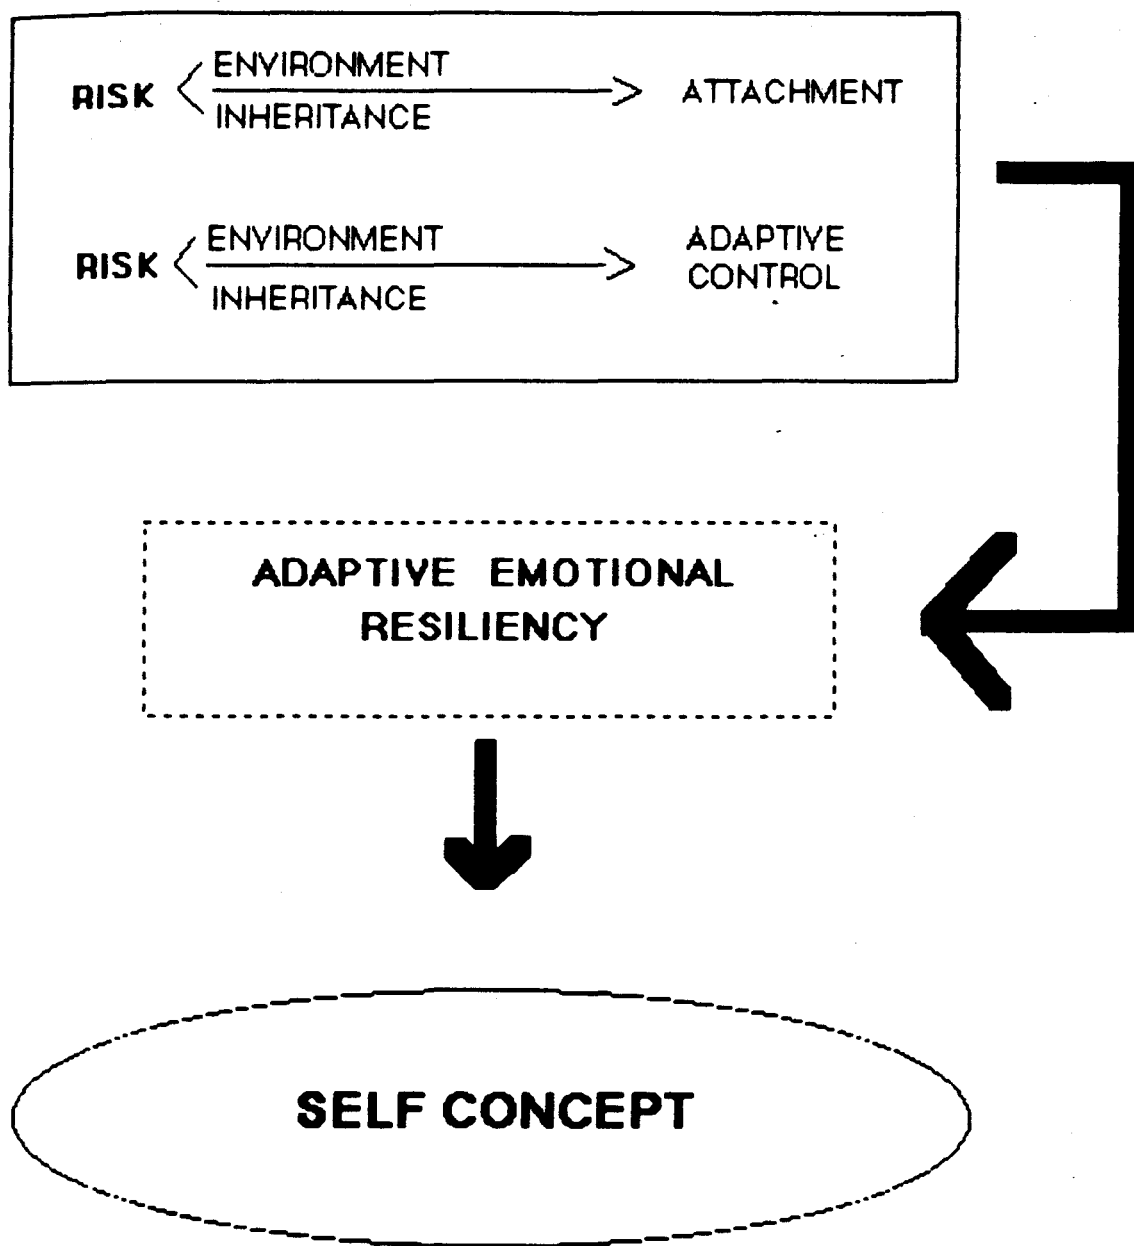 ENVIRONMENT
RISK
ATTACHMENT
INHERITANCE
ENVIRONMENT
RISK
INHERITANCE
ADAPTIVE
CONTROL
ADAPTIVE EMOTIONAL
RESILIENCY
SELF CONCEPT